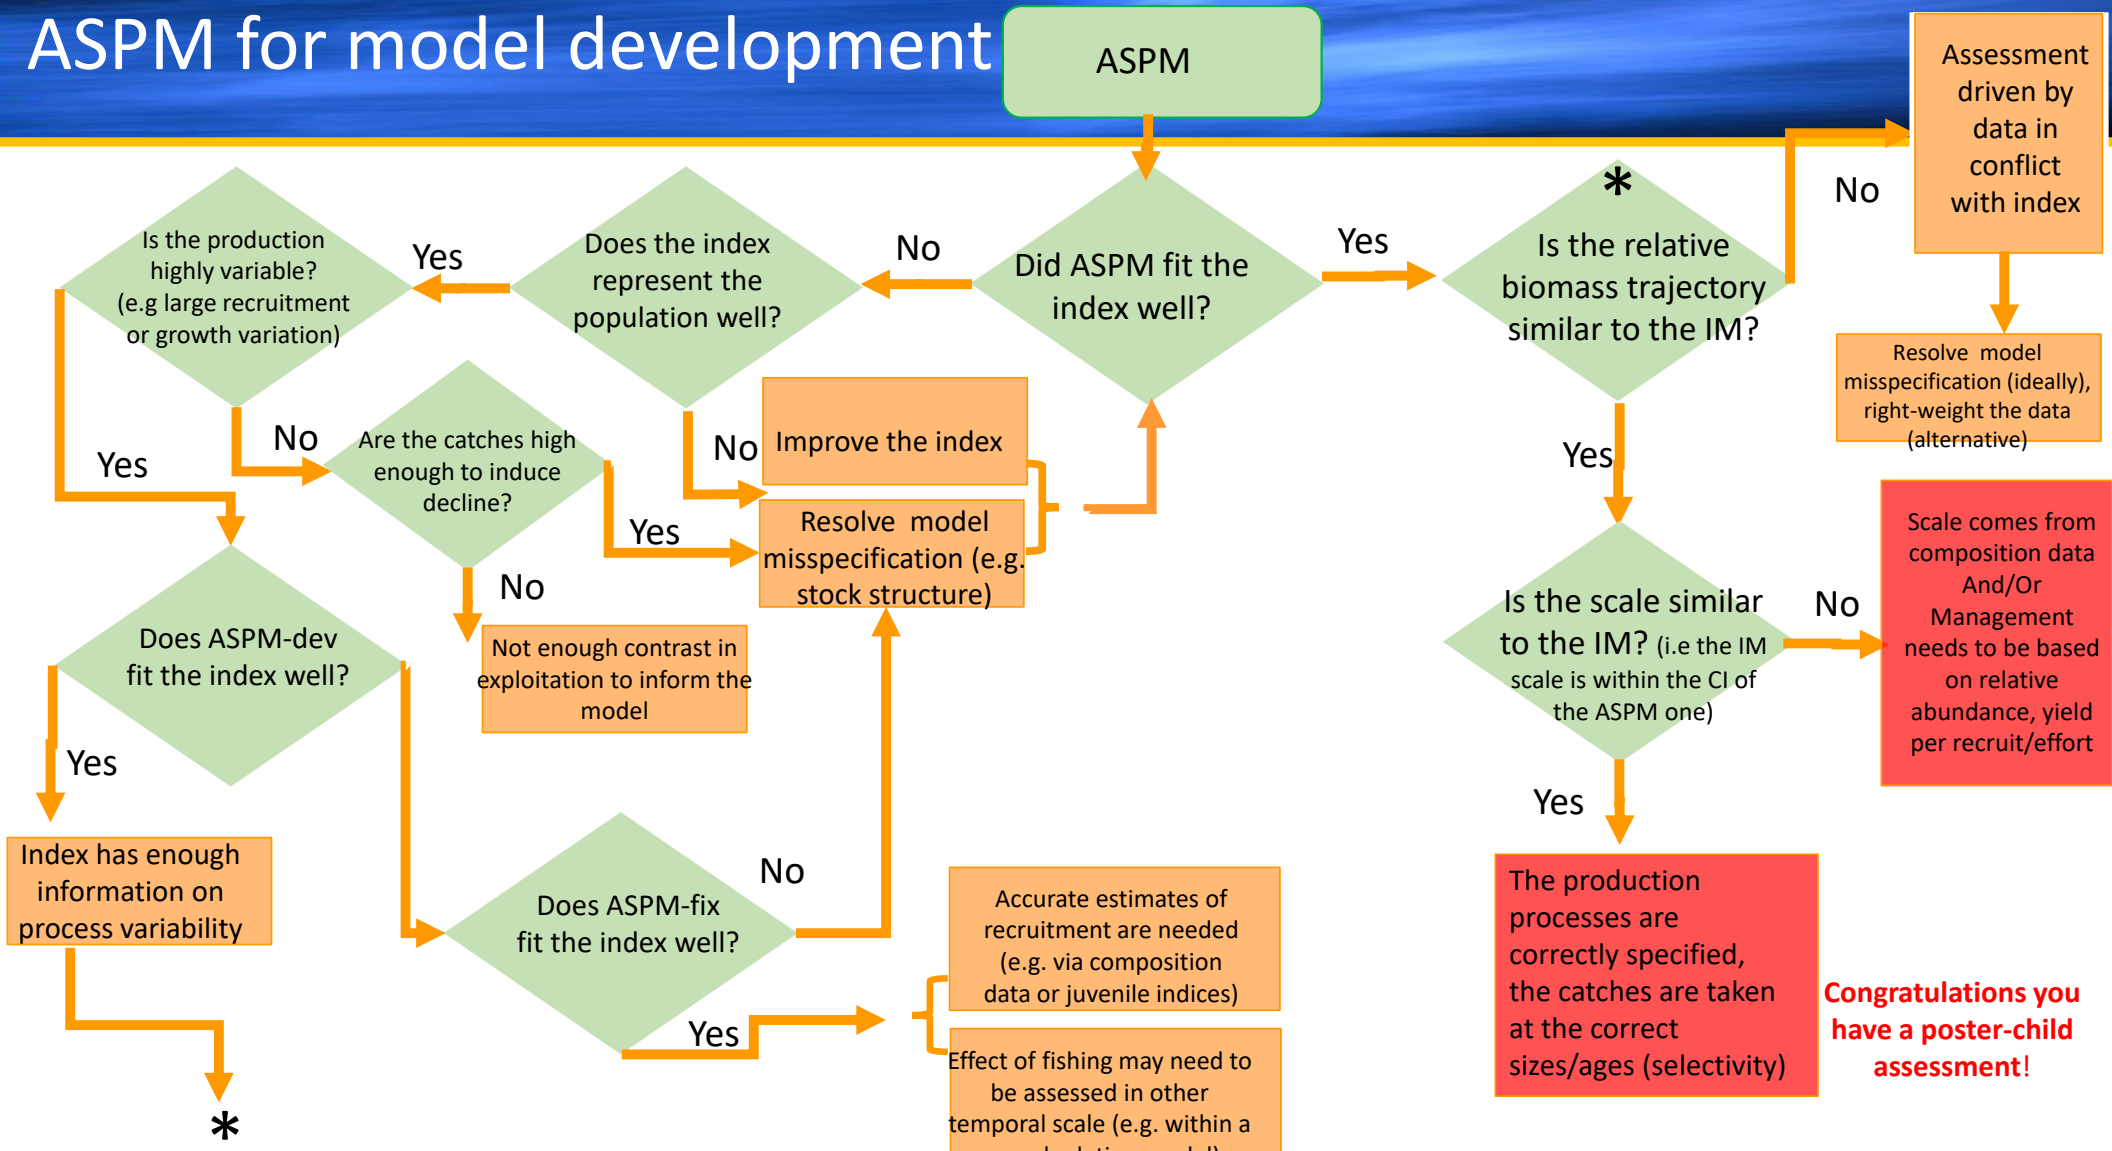 ASPM for model development
ASPM
Assessment
driven by
data in
conflict
with index
No
Resolve  model
misspecification (ideally),
right-weight the data
(alternative)
Is the production
highly variable?
(e.g large recruitment
or growth variation)
Yes
Does the index
represent the
population well?
No
Did ASPM fit the
index well?
Yes
*
Is the relative
biomass trajectory
similar to the IM?
Yes
No
Are the catches high
enough to induce
decline?
No
Improve the index
Yes
Resolve  model
misspecification (e.g.
stock structure)
Yes
No
Not enough contrast in
exploitation to inform the
model
Is the scale similar
to the IM? (i.e the IM
scale is within the CI of
the ASPM one)
No
Scale comes from
composition data
And/Or
Management
needs to be based
on relative
abundance, yield
per recruit/effort
Does ASPM-dev
fit the index well?
Yes
Yes
Index has enough
information on
process variability
*
Does ASPM-fix
fit the index well?
No
Yes
Accurate estimates of
recruitment are needed
(e.g. via composition
data or juvenile indices)
Effect of fishing may need to
be assessed in other
temporal scale (e.g. within a
The production
processes are
correctly specified,
the catches are taken
at the correct
sizes/ages (selectivity)
Congratulations you
have a poster-child
assessment!